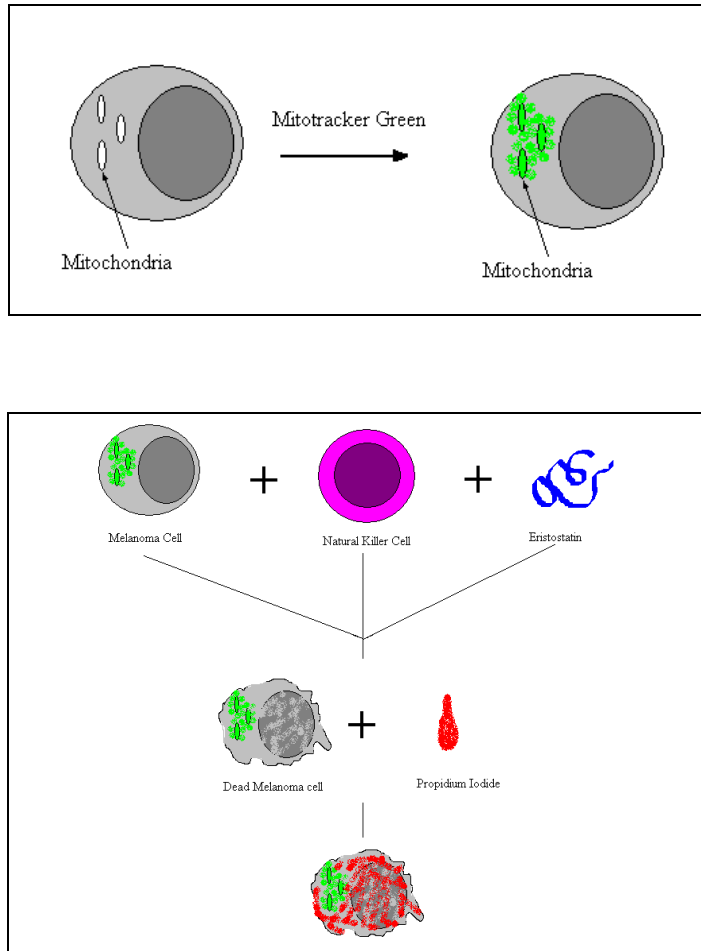 Mitotracker Green
Mitochondria
Mitochondria
Melanoma Cell
Natural Killer Cell
Eristostatin
Dead Melanoma cell
Propidium Iodide